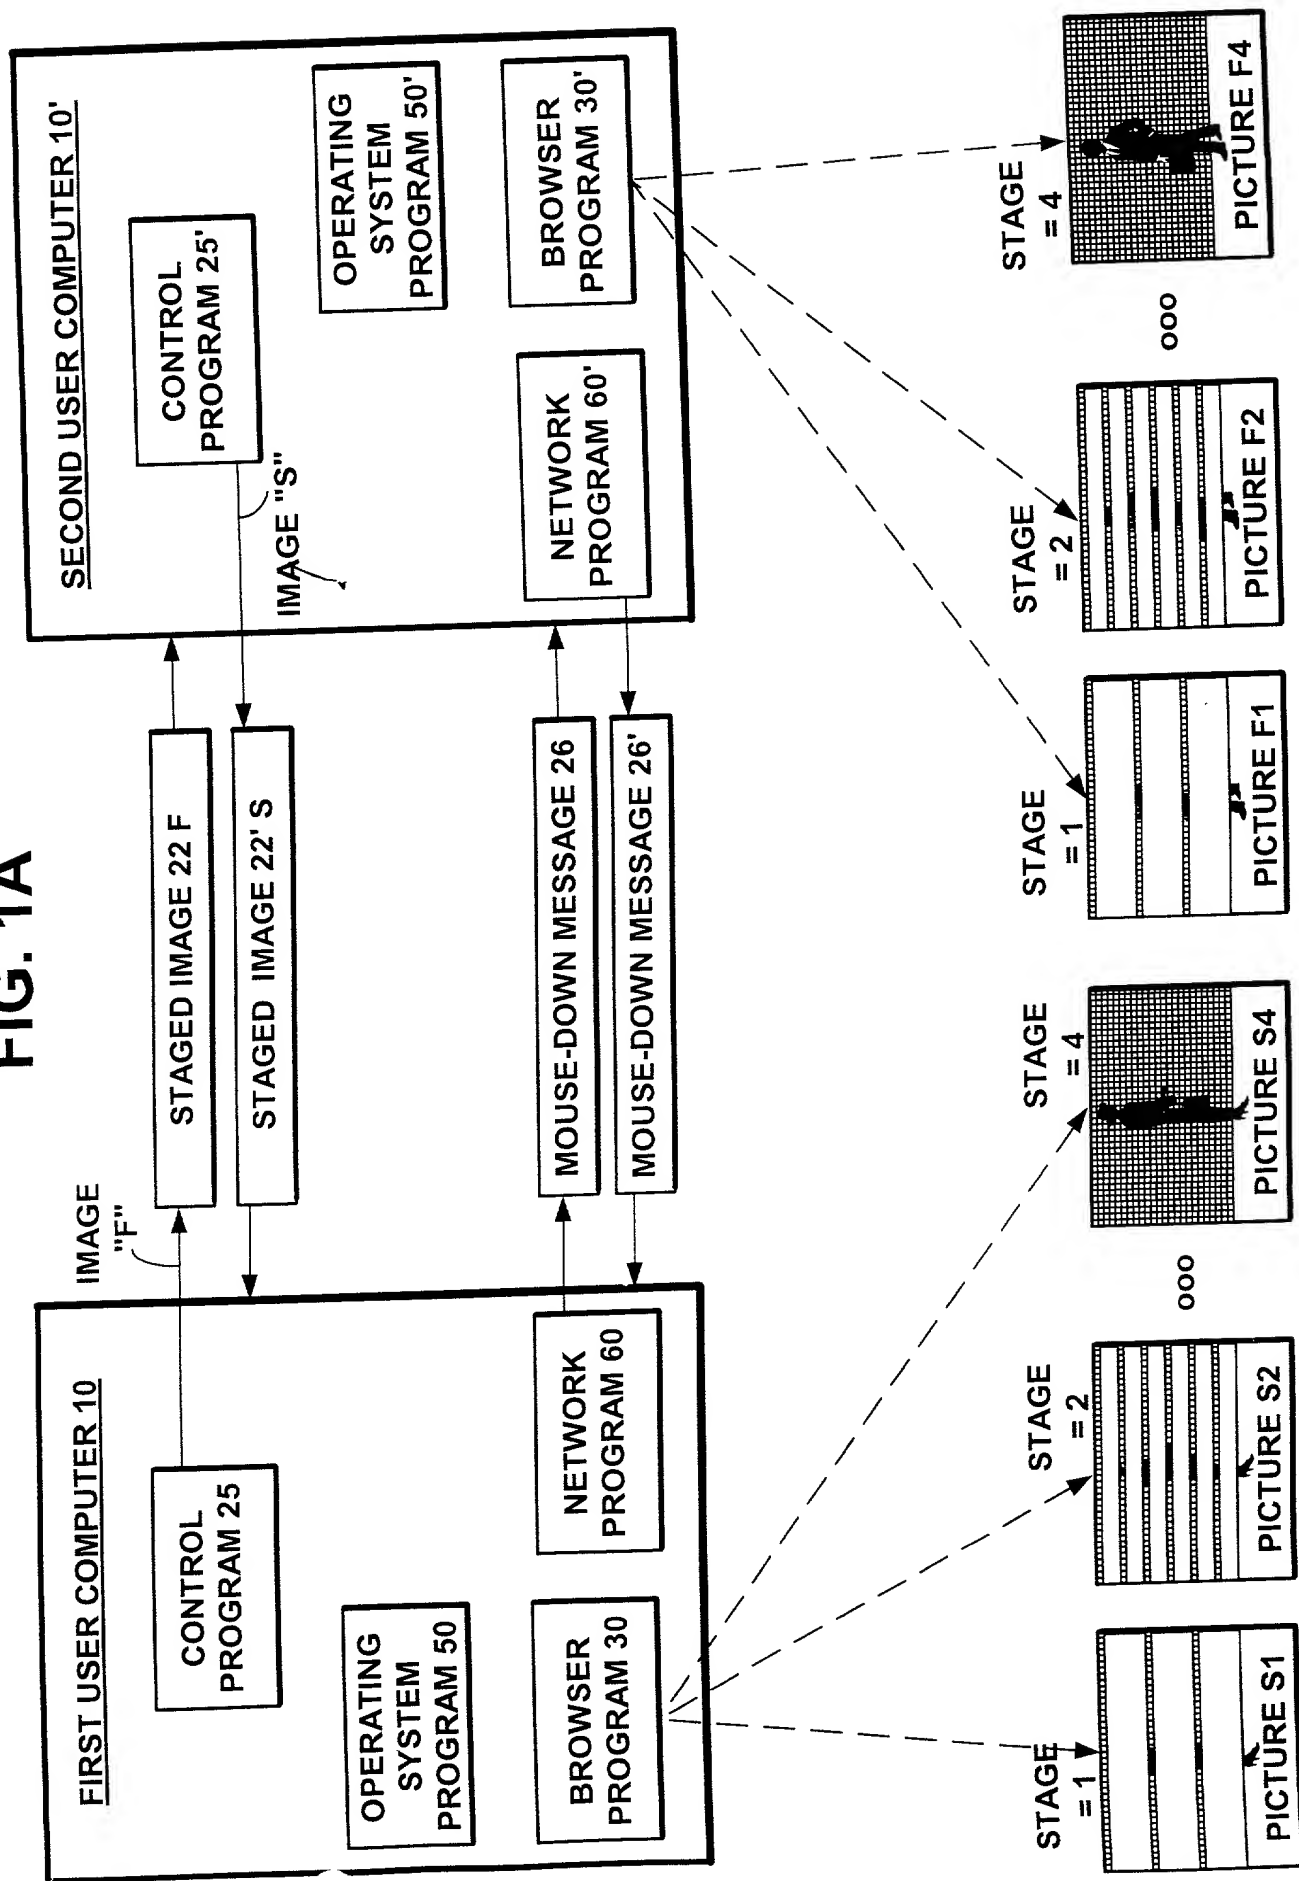 FIG. 1A
FIRST USER COMPUTER 10
CONTROL
PROGRAM 25
OPERATING
SYSTEM
PROGRAM 50
BROWSER
PROGRAM 30
NETWORK
PROGRAM 60
IMAGE
"F"
STAGED IMAGE 22 F
STAGED IMAGE 22' S
MOUSE-DOWN MESSAGE 26
MOUSE-DOWN MESSAGE 26'
SECOND USER COMPUTER 10'
CONTROL
PROGRAM 25'
IMAGE "S"
OPERATING
SYSTEM
PROGRAM 50'
NETWORK
PROGRAM 60'
BROWSER
PROGRAM 30'
STAGE
= 1
PICTURE S1
STAGE
= 2
PICTURE S2
ooo
STAGE
= 4
PICTURE S4
STAGE
= 1
PICTURE F1
STAGE
= 2
PICTURE F2
ooo
STAGE
= 4
PICTURE F4